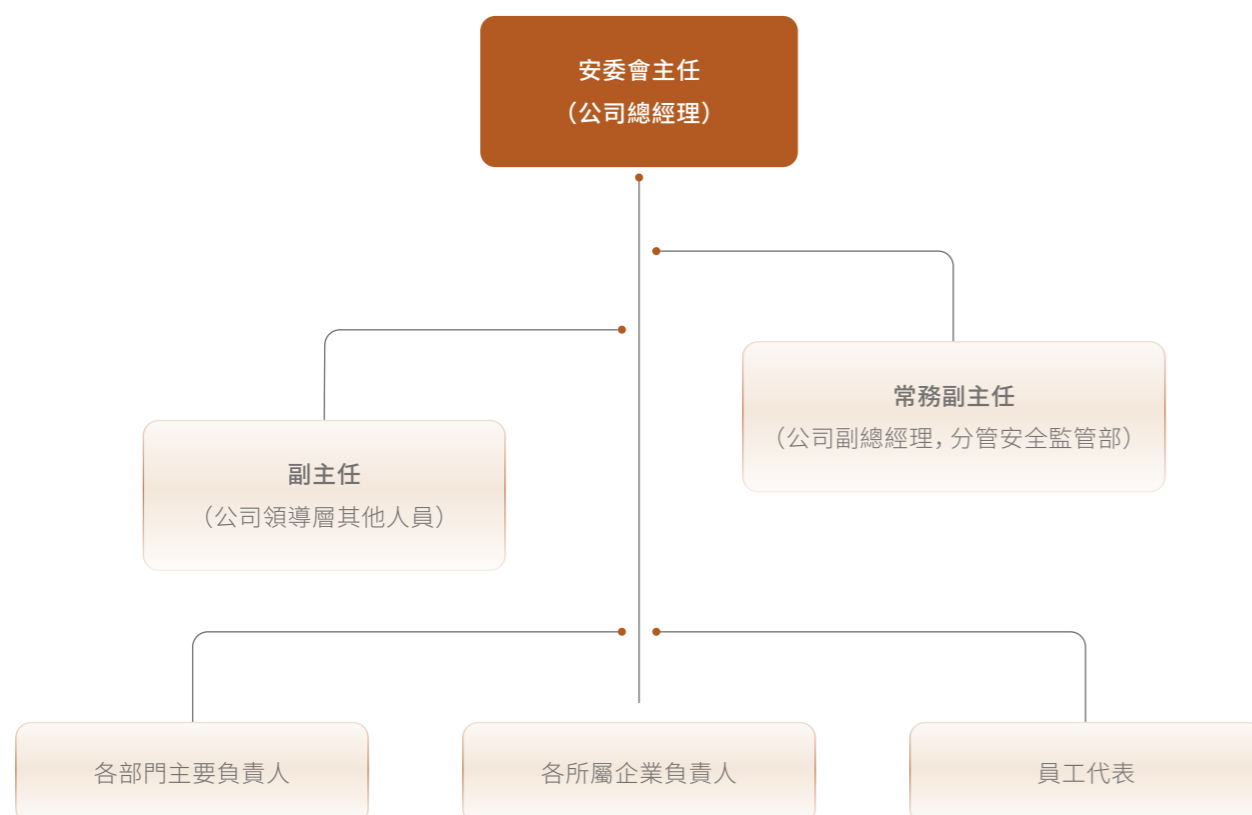 安委會主任
（公司總經理）
常務副主任
（公司副總經理，分管安全監管部）
副主任
（公司領導層其他人員）
各部門主要負責人
各所屬企業負責人
員工代表